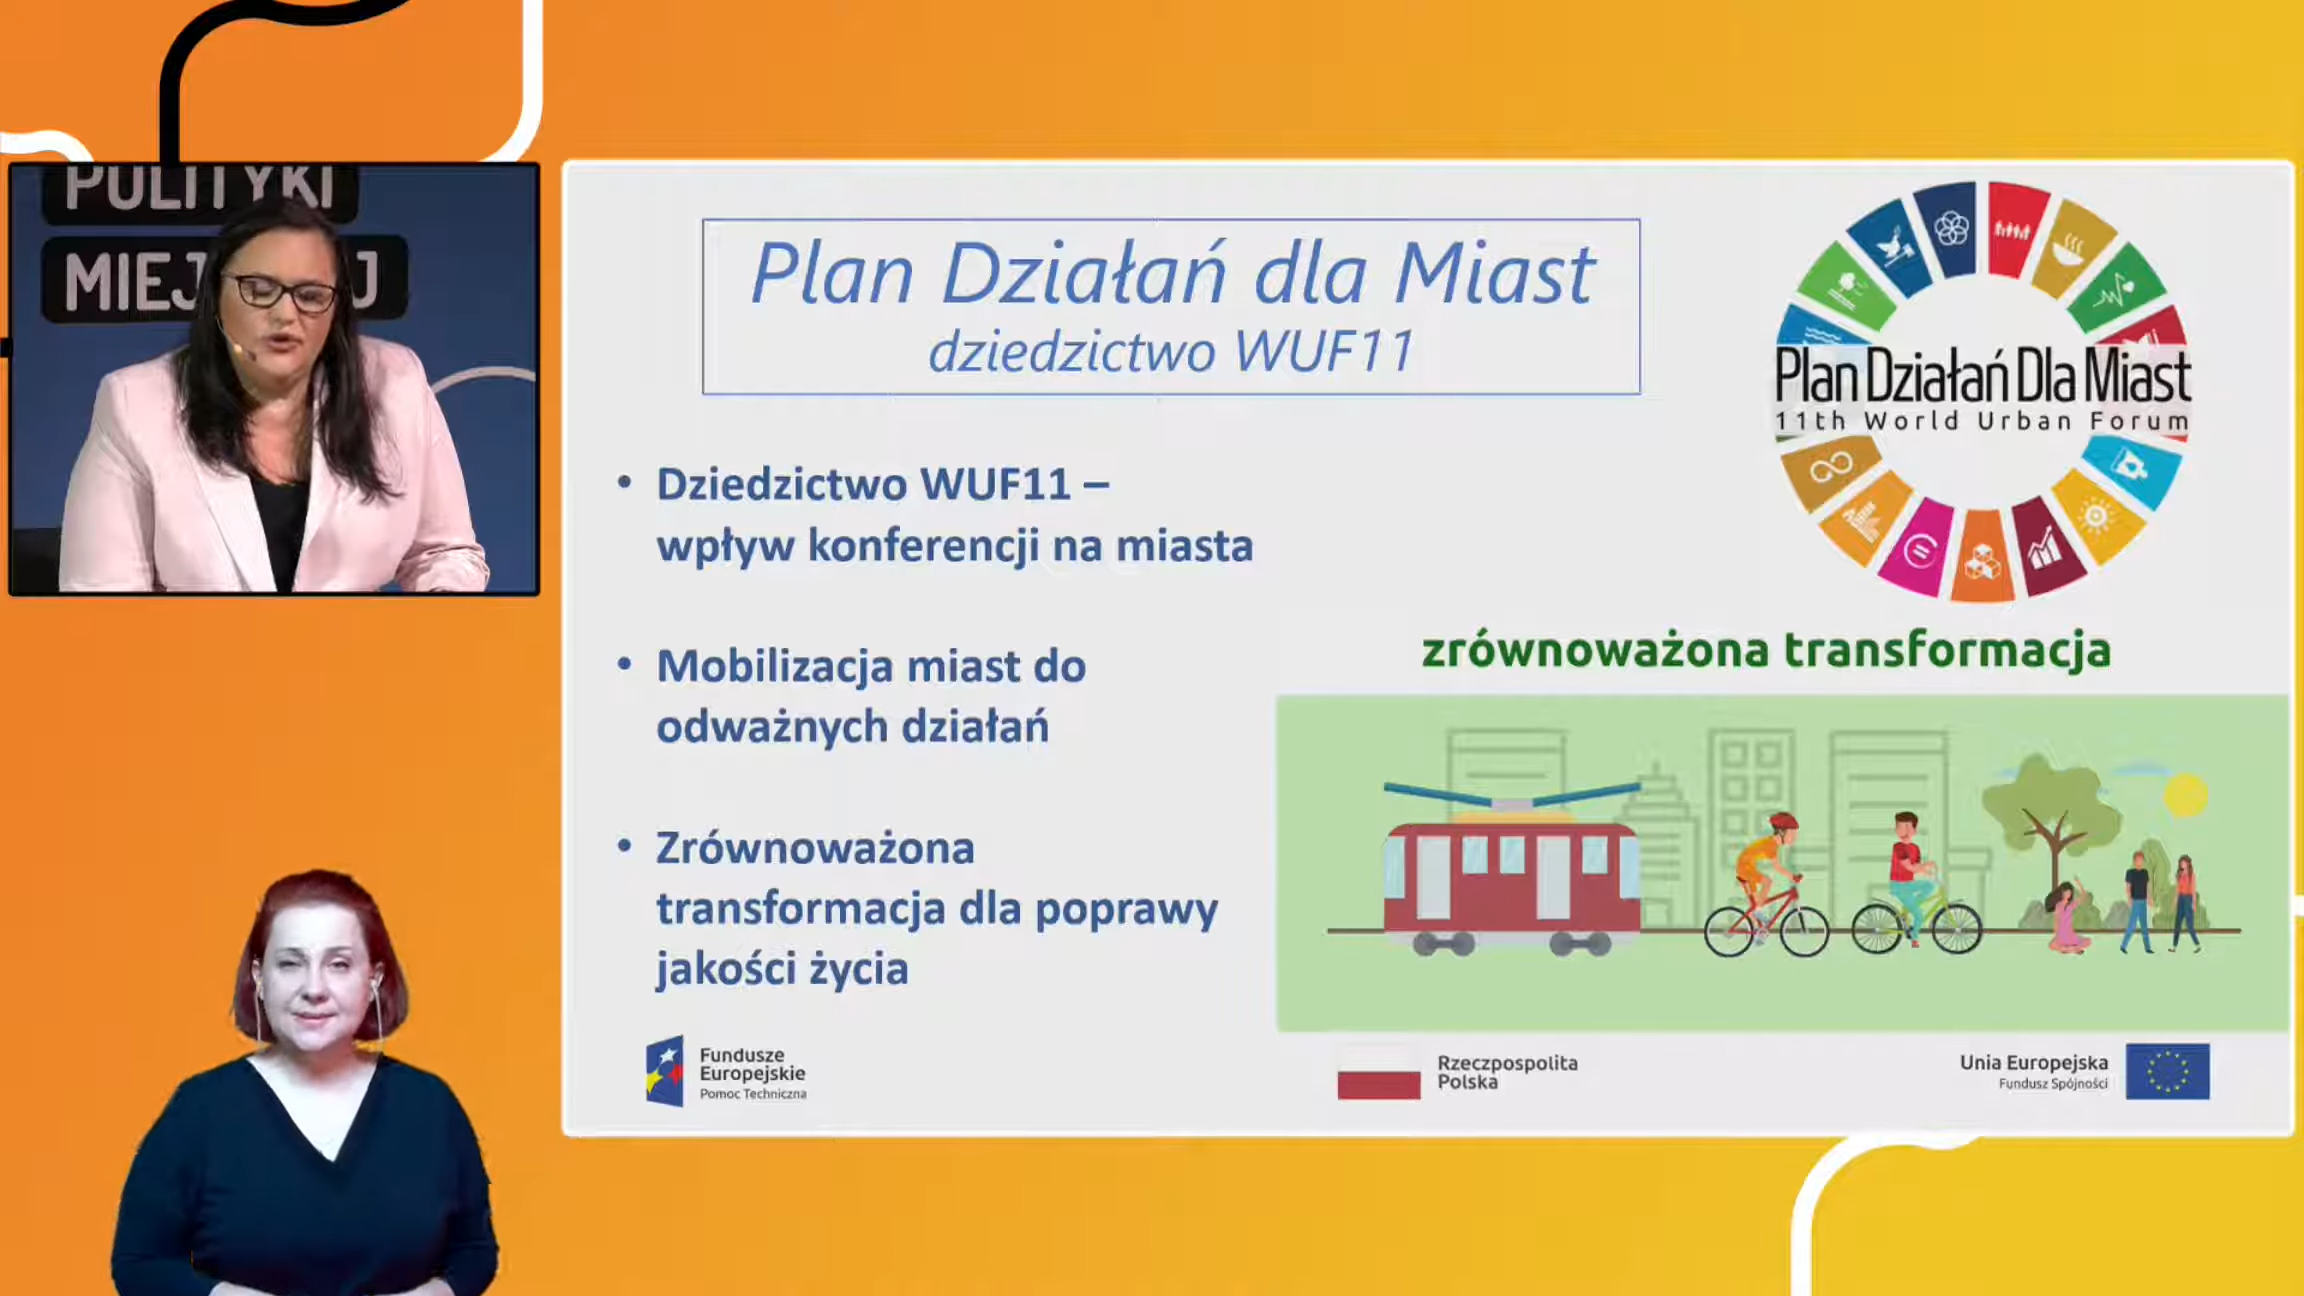 POLITYKI
Plan Działań dla Miast
dziedzictwo WUF11
Plan Działań Dla Miast
11th World Urban Forum
• Dziedzictwo WUF11 –
wpływ konferencji na miasta
• Mobilizacja miast do
odważnych działań
• Zrównoważona
transformacja dla poprawy
jakości życia
zrównoważona transformacja
Fundusze
Europejskie
Pomoc Techniczna
Rzeczpospolita
Polska
Unia Europejska
Fundusz Spójności